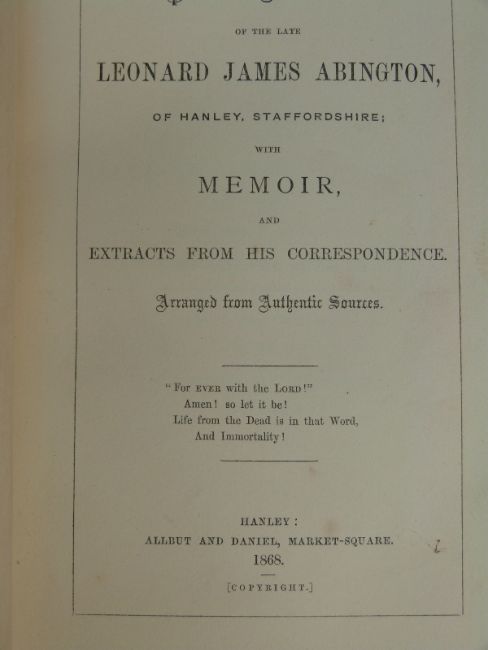 OF THE LATE
LEONARD JAMES ABINGTON,
OF HANLEY, STAFFORDSHIRE;
WITH
MEMOIR,
AND
EXTRACTS FROM HIS CORRESPONDENCE.
Arranged from Authentic Sources.
"For EVER with the LORD!"
Amen! so let it be!
Life from the Dead is in that Word,
And Immortality!
HANLEY:
ALLBUT AND DANIEL, MARKET-SQUARE.
1868.
[COPYRIGHT.]